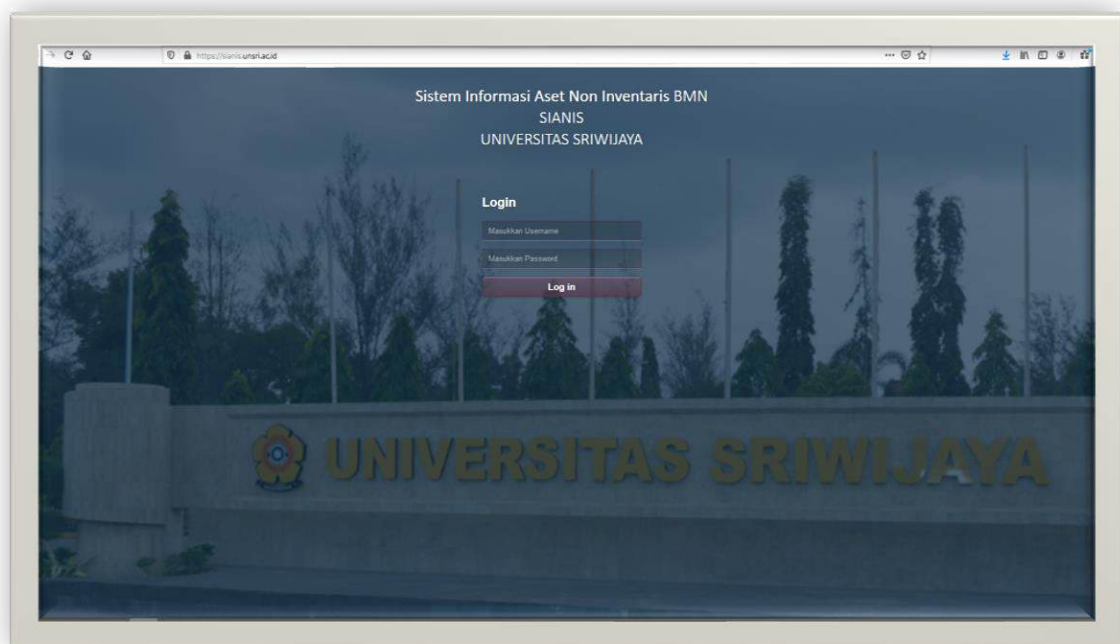 https://sianis.unsri.ac.id
Sistem Informasi Aset Non Inventaris BMN
SIANIS
UNIVERSITAS SRIWIJAYA
Login
Masukkan Username
Masukkan Password
Log in
UNIVERSITAS SRIWIJAYA